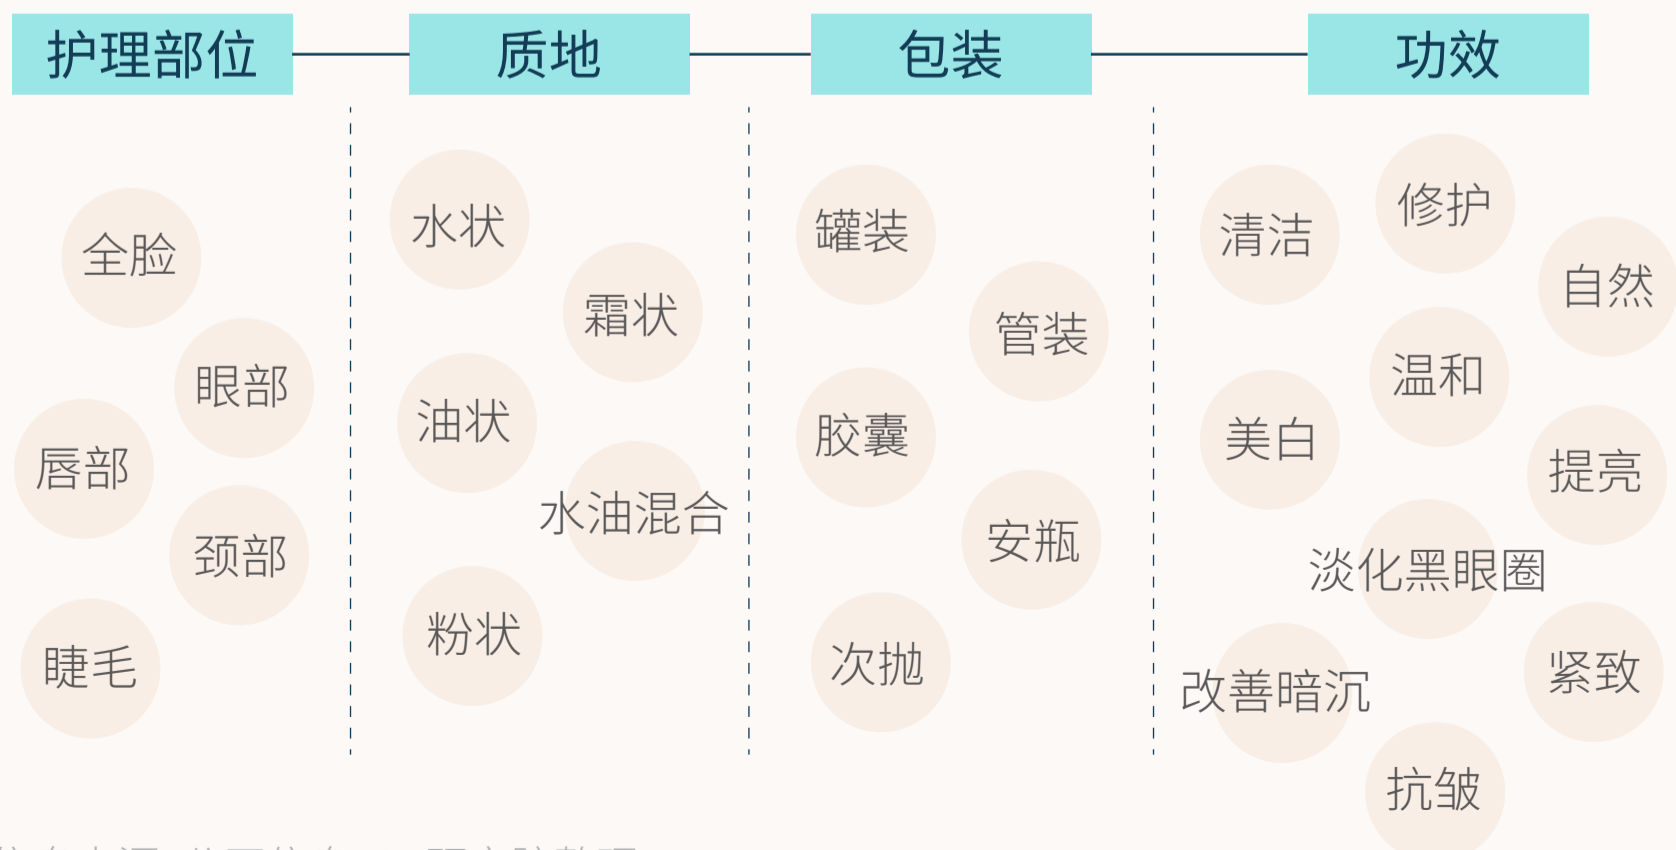 护理部位
质地
包装
功效
全脸
眼部
唇部
颈部
睫毛
水状
霜状
油状
水油混合
粉状
罐装
管装
胶囊
安瓶
次抛
清洁
修护
自然
温和
美白
提亮
淡化黑眼圈
紧致
改善暗沉
抗皱